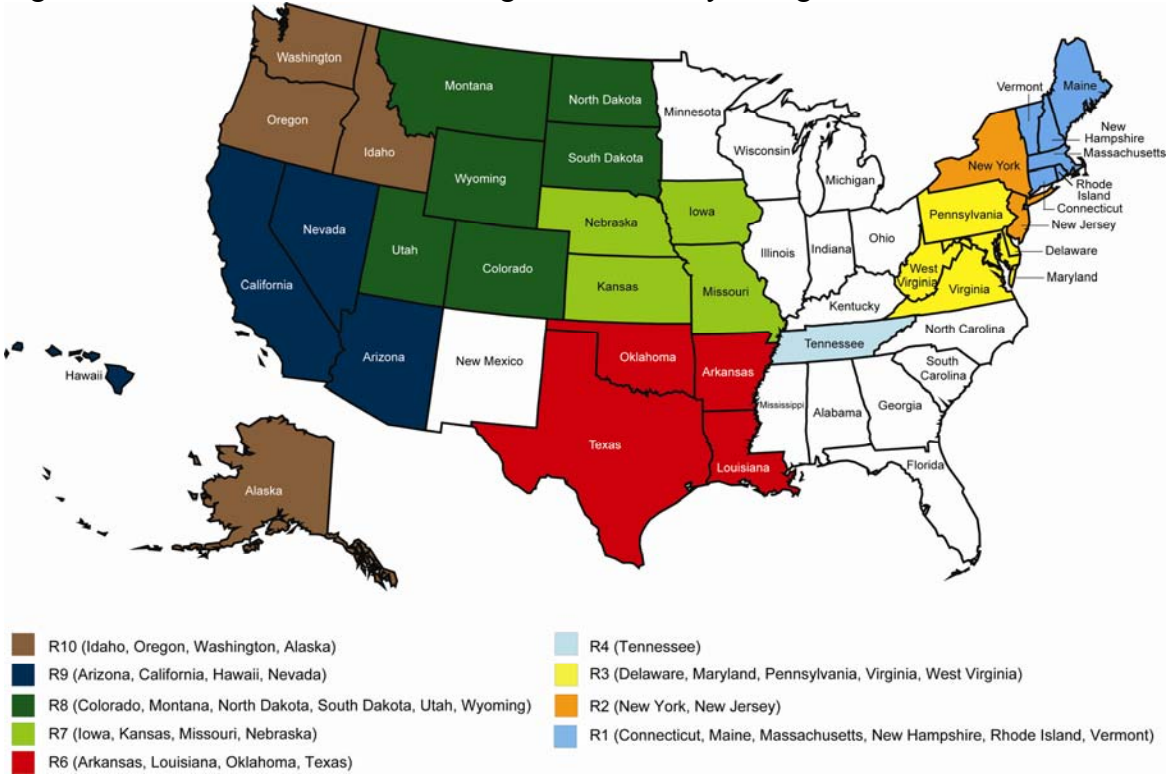 Washington
Montana
North Dakota
Minnesota
Vermont
Maine
Oregon
Idaho
South Dakota
Wisconsin
Michigan
New York
New
Hampshire
Massachusetts
Rhode
Island
Connecticut
New Jersey
Wyoming
Nebraska
Iowa
Pennsylvania
Nevada
Utah
Colorado
Illinois
Indiana
Ohio
Delaware
Maryland
West
Virginia
Virginia
California
Kansas
Missouri
Kentucky
North Carolina
Tennessee
Arizona
New Mexico
Oklahoma
Arkansas
South
Carolina
Hawaii
Mississippi
Alabama
Georgia
Texas
Louisiana
Florida
Alaska
R10 (Idaho, Oregon, Washington, Alaska)
R9 (Arizona, California, Hawaii, Nevada)
R8 (Colorado, Montana, North Dakota, South Dakota, Utah, Wyoming)
R7 (Iowa, Kansas, Missouri, Nebraska)
R6 (Arkansas, Louisiana, Oklahoma, Texas)
R4 (Tennessee)
R3 (Delaware, Maryland, Pennsylvania, Virginia, West Virginia)
R2 (New York, New Jersey)
R1 (Connecticut, Maine, Massachusetts, New Hampshire, Rhode Island, Vermont)